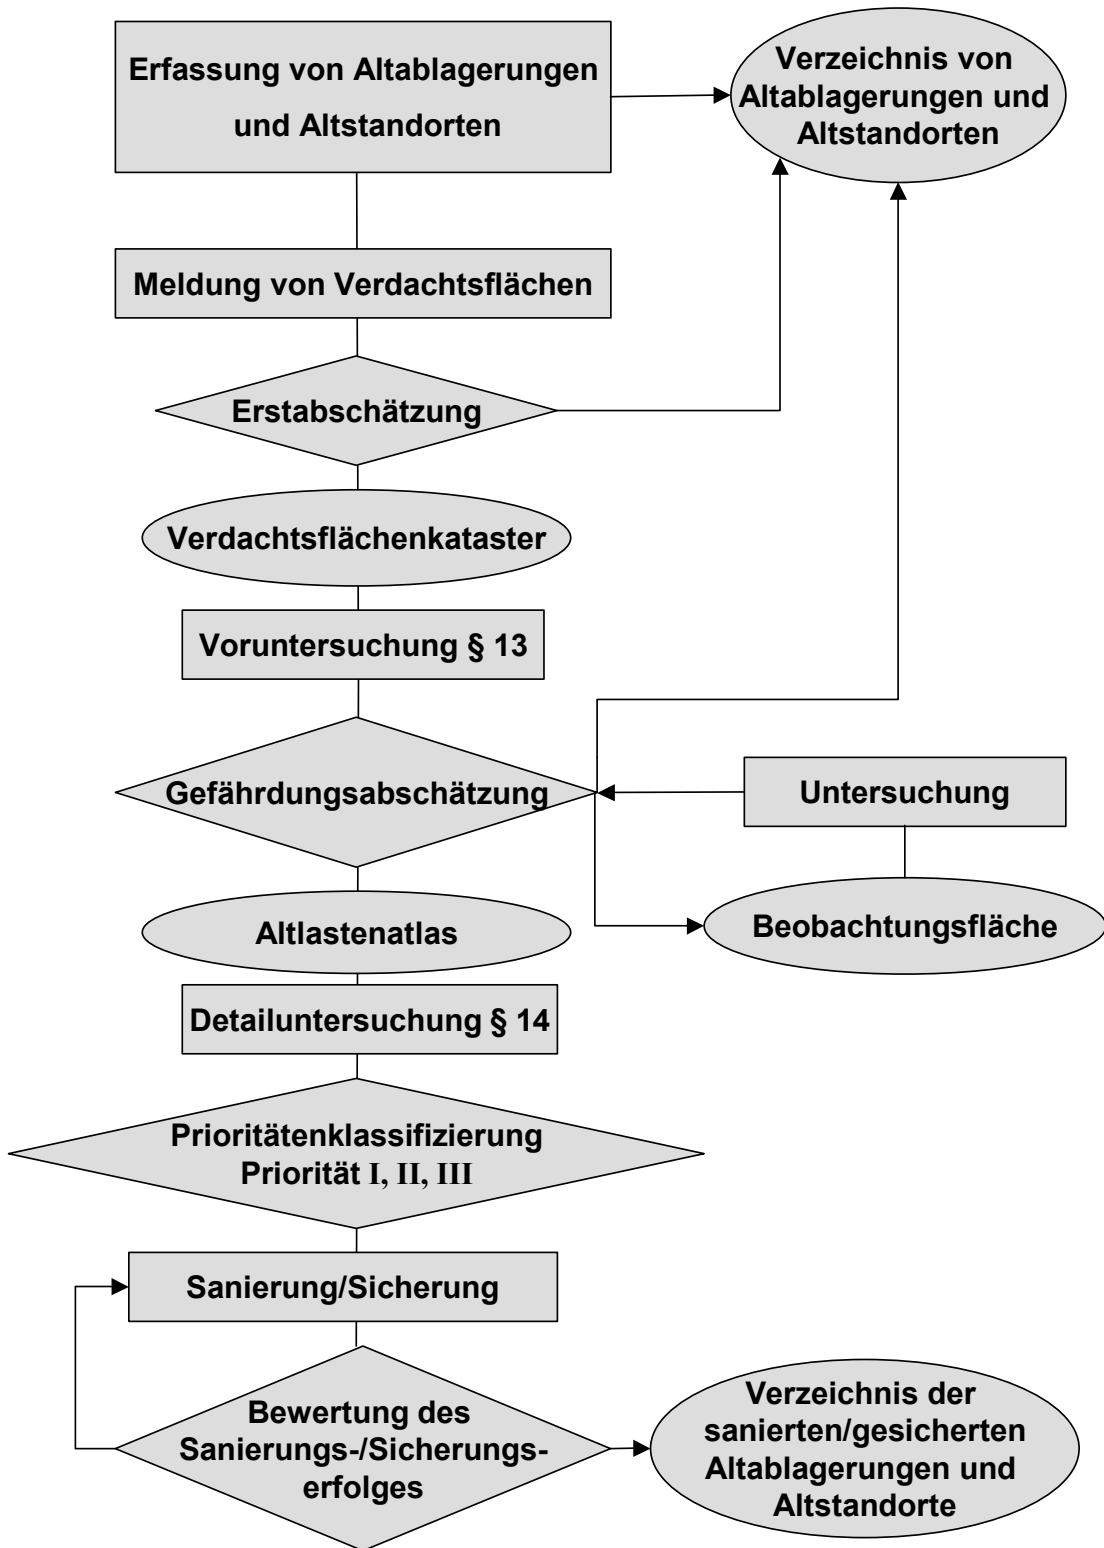 Erfassung von Altablagerungen
und Altstandorten
Verzeichnis von
Altablagerungen und
Altstandorten
Meldung von Verdachtsflächen
Erstabschätzung
Verdachtsflächenkataster
Voruntersuchung § 13
Gefährdungsabschätzung
Untersuchung
Beobachtungsfläche
Altlastenatlas
Detailuntersuchung § 14
Prioritätenklassifizierung
Priorität I, II, III
Sanierung/Sicherung
Bewertung des
Sanierungs-/Sicherungs-
erfolges
Verzeichnis der
sanierten/gesicherten
Altablagerungen und
Altstandorte